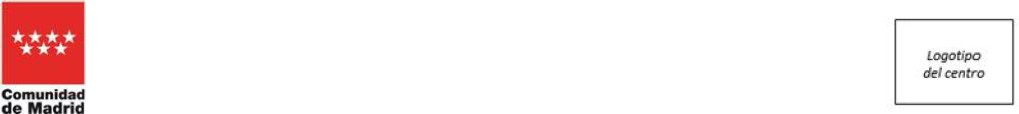 Comunidad
de Madrid
Logotipo
del centro